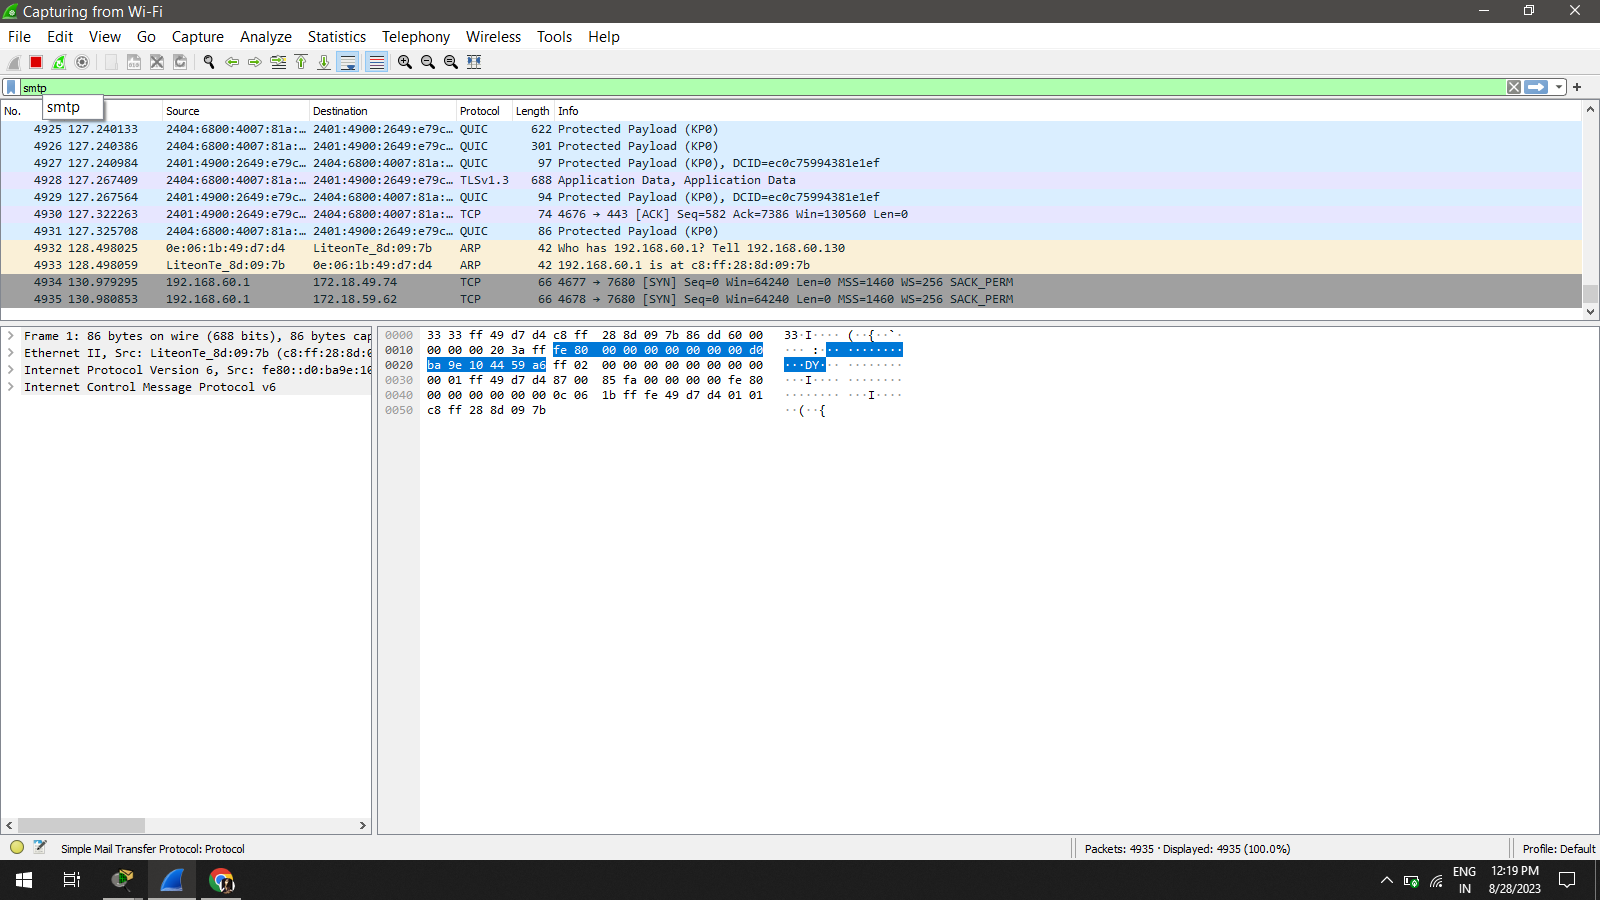 Capturing from Wi-Fi
File Edit View Go Capture Analyze Statistics Telephony Wireless Tools Help
smtp
smtp
No. Source Destination Protocol Length Info
4925 127.240133 2404:6800:4007:81a:… 2401:4900:2649:e79c… QUIC 622 Protected Payload (KP0)
4926 127.240386 2404:6800:4007:81a:… 2401:4900:2649:e79c… QUIC 301 Protected Payload (KP0)
4927 127.240984 2401:4900:2649:e79c… 2404:6800:4007:81a:… QUIC 97 Protected Payload (KP0), DCID=ec0c75994381e1ef
4928 127.267409 2404:6800:4007:81a:… 2401:4900:2649:e79c… TLSv1.3 688 Application Data, Application Data
4929 127.267564 2401:4900:2649:e79c… 2404:6800:4007:81a:… QUIC 94 Protected Payload (KP0), DCID=ec0c75994381e1ef
4930 127.322263 2401:4900:2649:e79c… 2404:6800:4007:81a:… TCP 74 4676 → 443 [ACK] Seq=582 Ack=7386 Win=130560 Len=0
4931 127.325708 2404:6800:4007:81a:… 2401:4900:2649:e79c… QUIC 86 Protected Payload (KP0)
4932 128.498025 0e:06:1b:49:d7:d4 LiteonTe_8d:09:7b ARP 42 Who has 192.168.60.1? Tell 192.168.60.130
4933 128.498059 LiteonTe_8d:09:7b 0e:06:1b:49:d7:d4 ARP 42 192.168.60.1 is at c8:ff:28:8d:09:7b
4934 130.979295 192.168.60.1 172.18.49.74 TCP 66 4677 → 7680 [SYN] Seq=0 Win=64240 Len=0 MSS=1460 WS=256 SACK_PERM
4935 130.980853 192.168.60.1 172.18.59.62 TCP 66 4678 → 7680 [SYN] Seq=0 Win=64240 Len=0 MSS=1460 WS=256 SACK_PERM
Frame 1: 86 bytes on wire (688 bits), 86 bytes cap
Ethernet II, Src: LiteonTe_8d:09:7b (c8:ff:28:8d:0
Internet Protocol Version 6, Src: fe80::d0:ba9e:10
Internet Control Message Protocol v6
0000 33 33 ff 49 d7 d4 c8 ff 28 8d 09 7b 86 dd 60 00 33·I···· (··{··`·
0010 00 00 00 20 3a ff fe 80 00 00 00 00 00 00 00 d0 ··· :··· ········
0020 ba 9e 10 44 59 a6 ff 02 00 00 00 00 00 00 00 00 ···DY··· ········
0030 00 01 ff 49 d7 d4 87 00 85 fa 00 00 00 00 fe 80 ···I···· ········
0040 00 00 00 00 00 00 0c 06 1b ff fe 49 d7 d4 01 01 ········ ···I····
0050 c8 ff 28 8d 09 7b ··(··{
Simple Mail Transfer Protocol: Protocol
Packets: 4935 · Displayed: 4935 (100.0%)
Profile: Default
ENG
IN
12:19 PM
8/28/2023